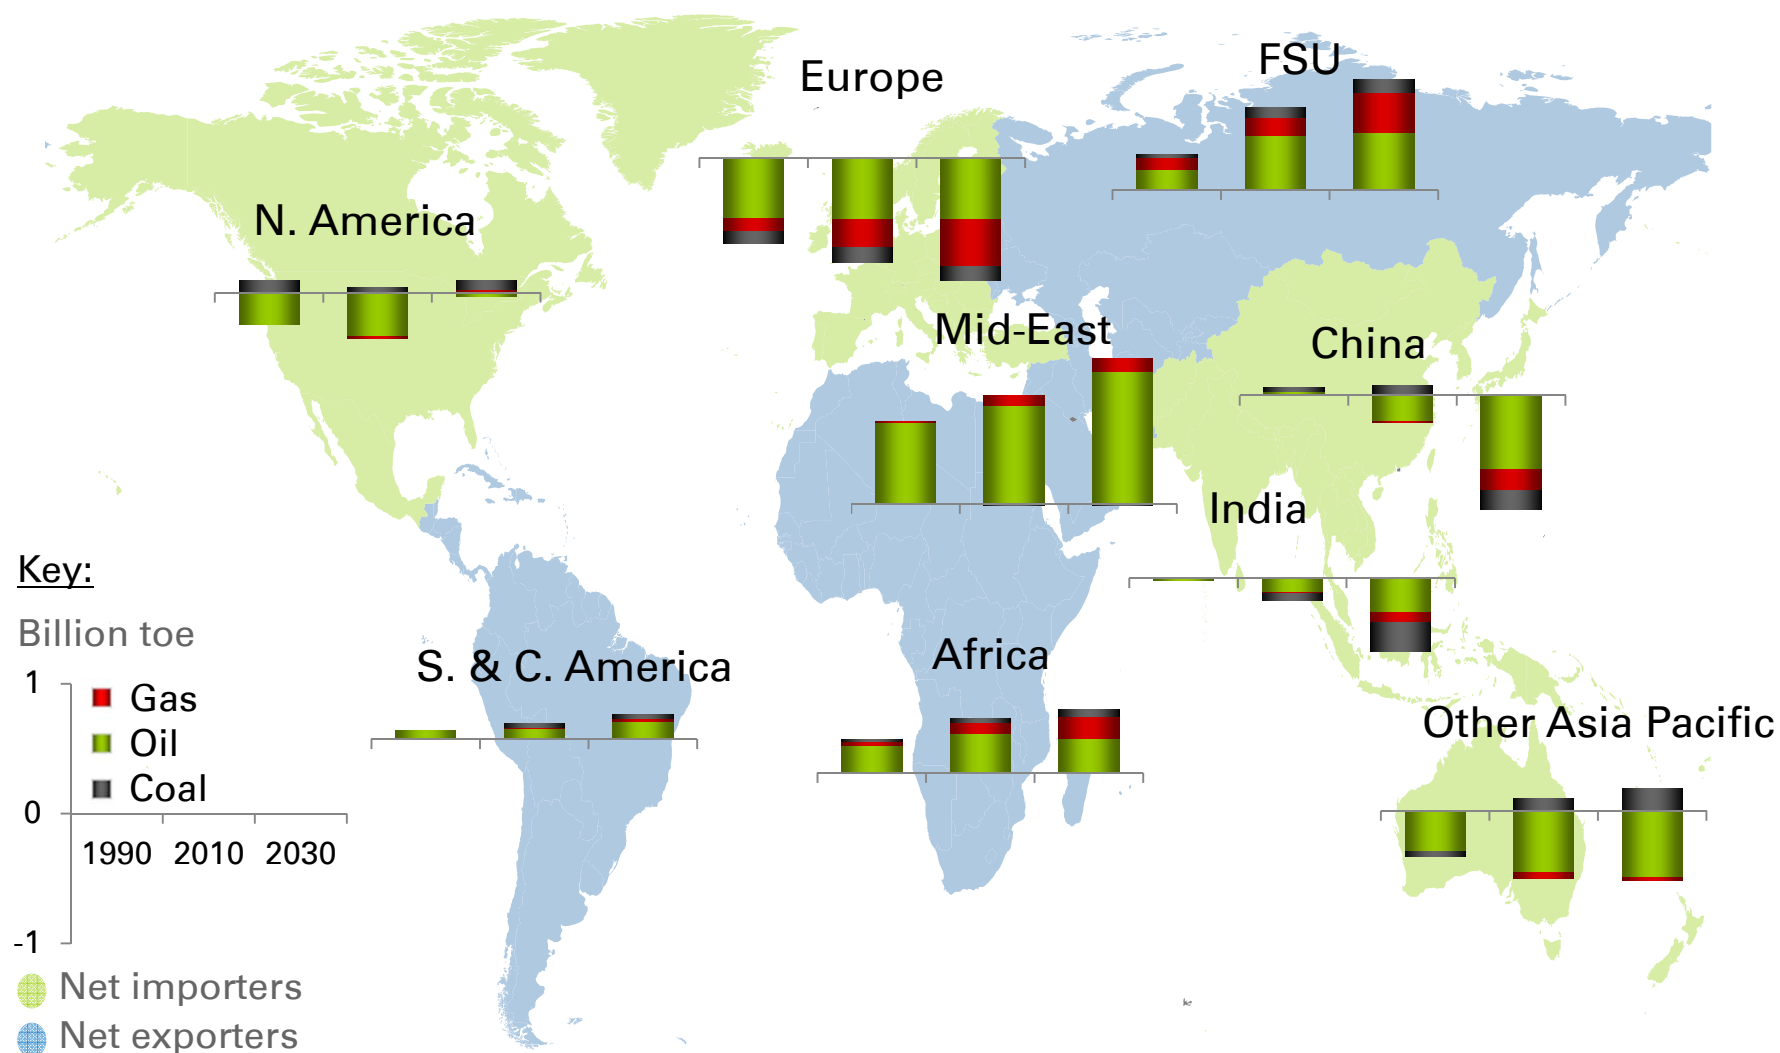 FSU
Europe
N. America
Mid-East
China
India
Key:
Billion toe
S. & C. America
Africa
1
Gas
Oil
Coal
Other Asia Pacific
0
1990 2010 2030
-1
Net importers
Net exporters